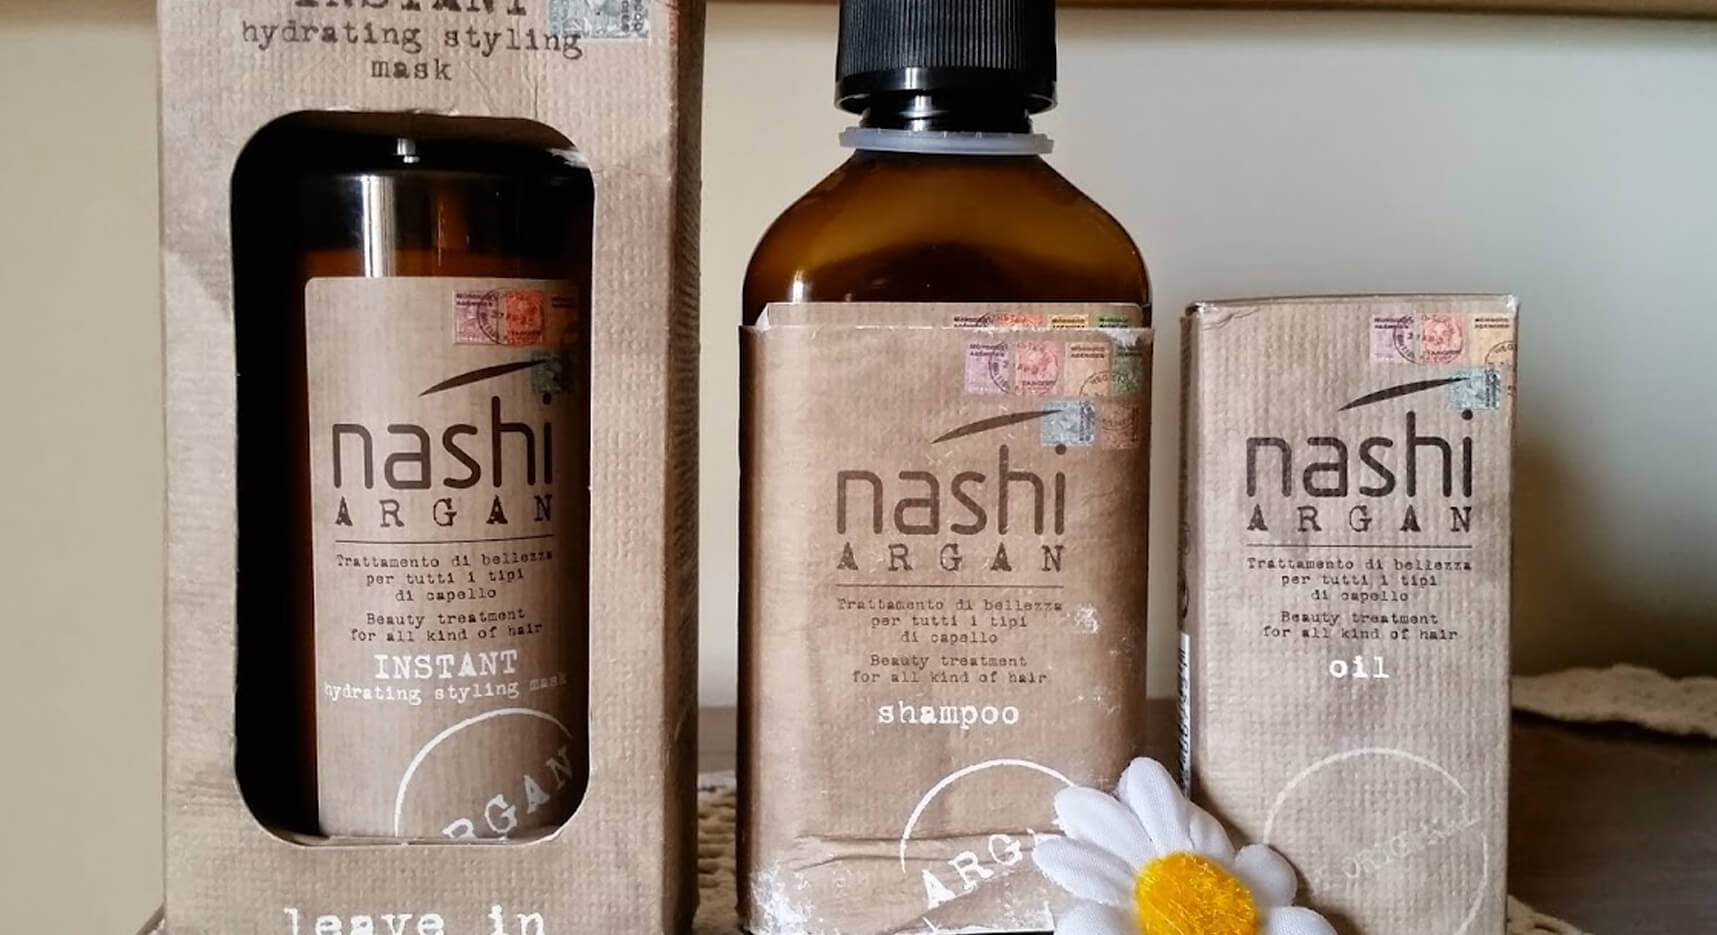 INSTANT
hydrating styling
mask
nashi
ARGAN
Trattamento di bellezza
per tutti i tipi
di capello
Beauty treatment
for all kind of hair
INSTANT
hydrating styling mask
ARGAN
leave in
nashi
ARGAN
Trattamento di bellezza
per tutti i tipi
di capello
Beauty treatment
for all kind of hair
shampoo
nashi
ARGAN
Trattamento di bellezza
per tutti i tipi
di capello
Beauty treatment
for all kind of hair
oil
ORIGINAL